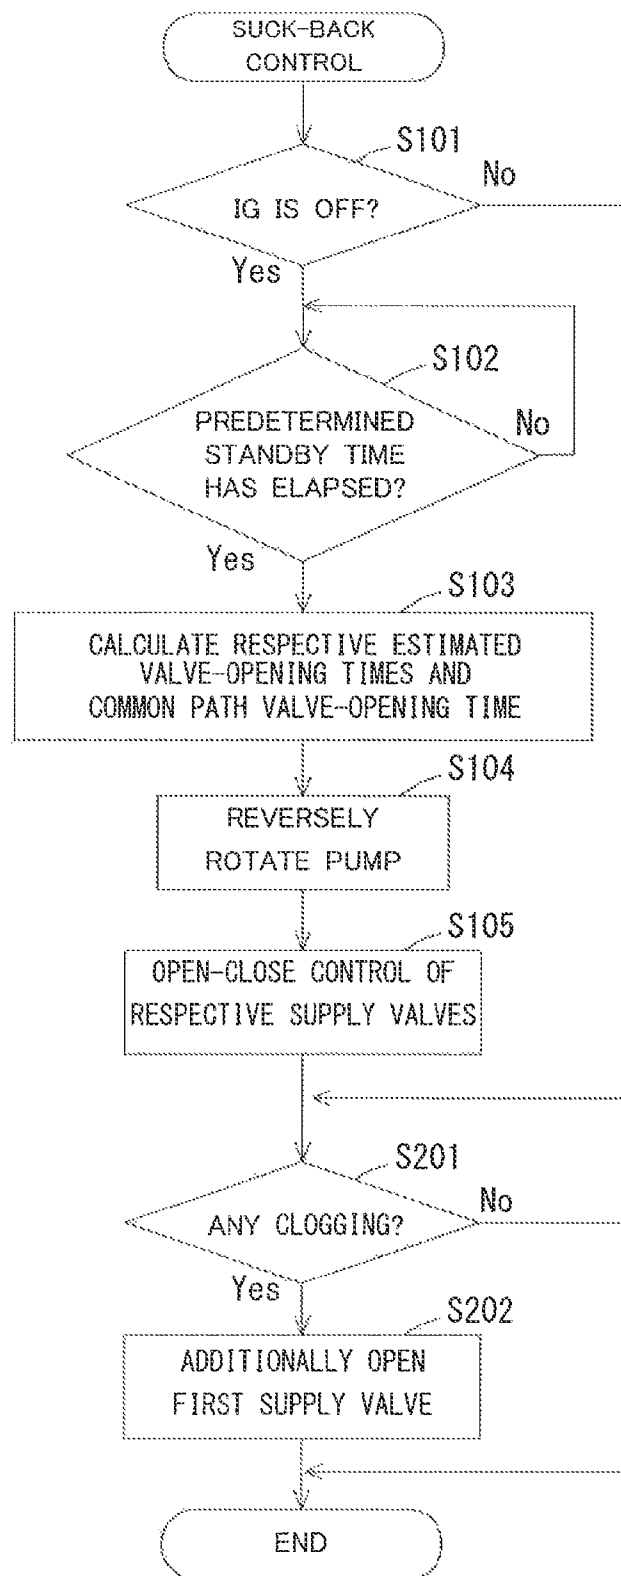 SUCK-BACK
CONTROL
S101
No
IG IS OFF?
Yes
S102
PREDETERMINED
No
STANDBY TIME
HAS ELAPSED?
Yes
S103
CALCULATE RESPECTIVE ESTIMATED
VALVE-OPENING TIMES AND
COMMON PATH VALVE-OPENING TIME
S104
REVERSELY
ROTATE PUMP
S105
OPEN-CLOSE CONTROL OF
RESPECTIVE SUPPLY VALVES
S201
No
ANY CLOGGING?
Yes
S202
ADDITIONALLY OPEN
FIRST SUPPLY VALVE
END